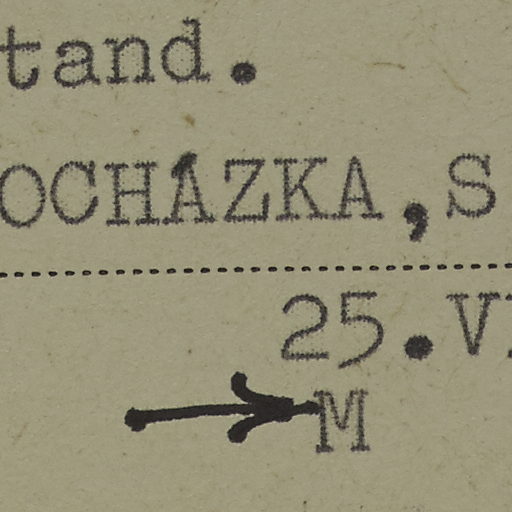 tand.
OCHÁZKA,S
25.V
M